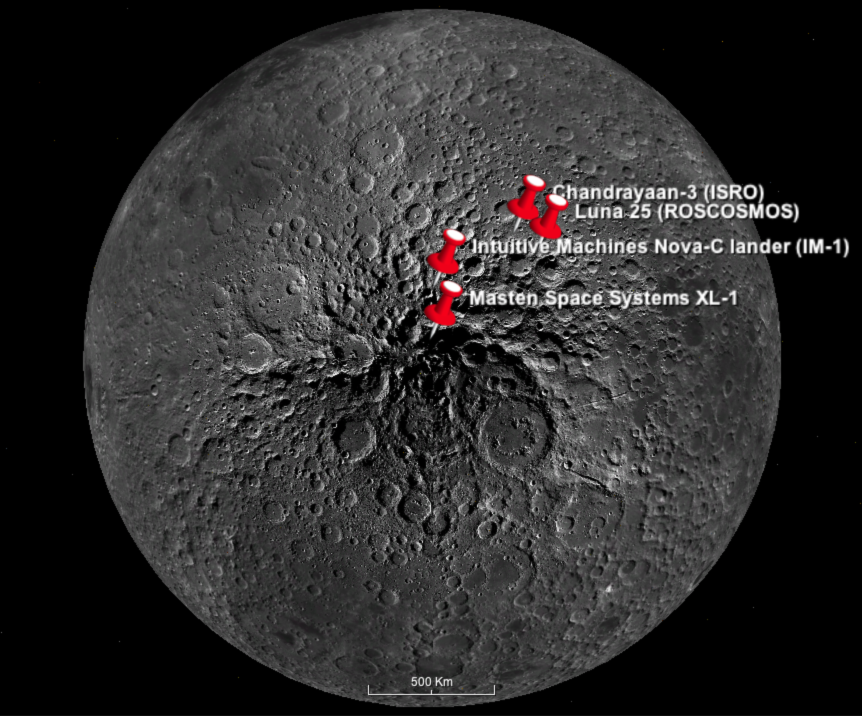 Chandrayaan-3 (ISRO)
Luna 25 (ROSCOSMOS)
Intuitive Machines Nova-C lander (IM-1)
Masten Space Systems XL-1
500 Km